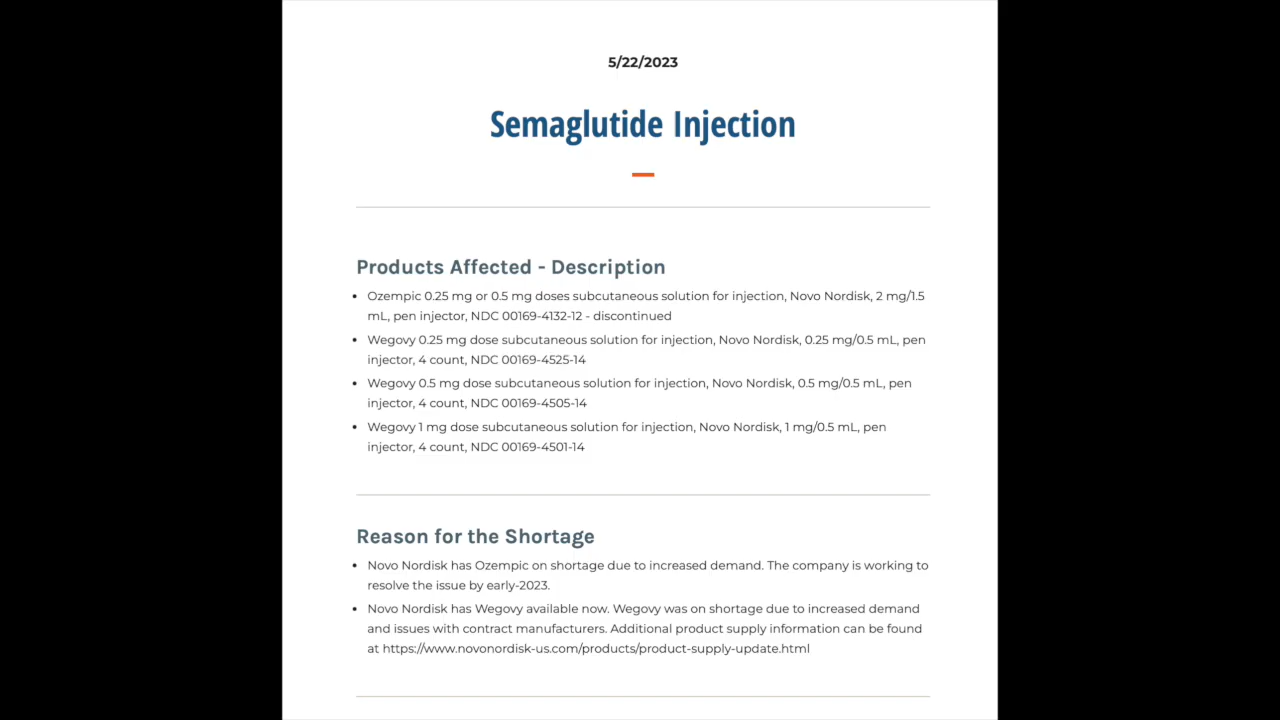 5/22/2023
Semaglutide Injection
Products Affected - Description
• Ozempic 0.25 mg or 0.5 mg doses subcutaneous solution for injection, Novo Nordisk, 2 mg/1.5
mL, pen injector, NDC 00169-4132-12 - discontinued
• Wegovy 0.25 mg dose subcutaneous solution for injection, Novo Nordisk, 0.25 mg/0.5 mL, pen
injector, 4 count, NDC 00169-4525-14
• Wegovy 0.5 mg dose subcutaneous solution for injection, Novo Nordisk, 0.5 mg/0.5 mL, pen
injector, 4 count, NDC 00169-4505-14
• Wegovy 1 mg dose subcutaneous solution for injection, Novo Nordisk, 1 mg/0.5 mL, pen
injector, 4 count, NDC 00169-4501-14
Reason for the Shortage
• Novo Nordisk has Ozempic on shortage due to increased demand. The company is working to
resolve the issue by early-2023.
• Novo Nordisk has Wegovy available now. Wegovy was on shortage due to increased demand
and issues with contract manufacturers. Additional product supply information can be found
at https://www.novonordisk-us.com/products/product-supply-update.html